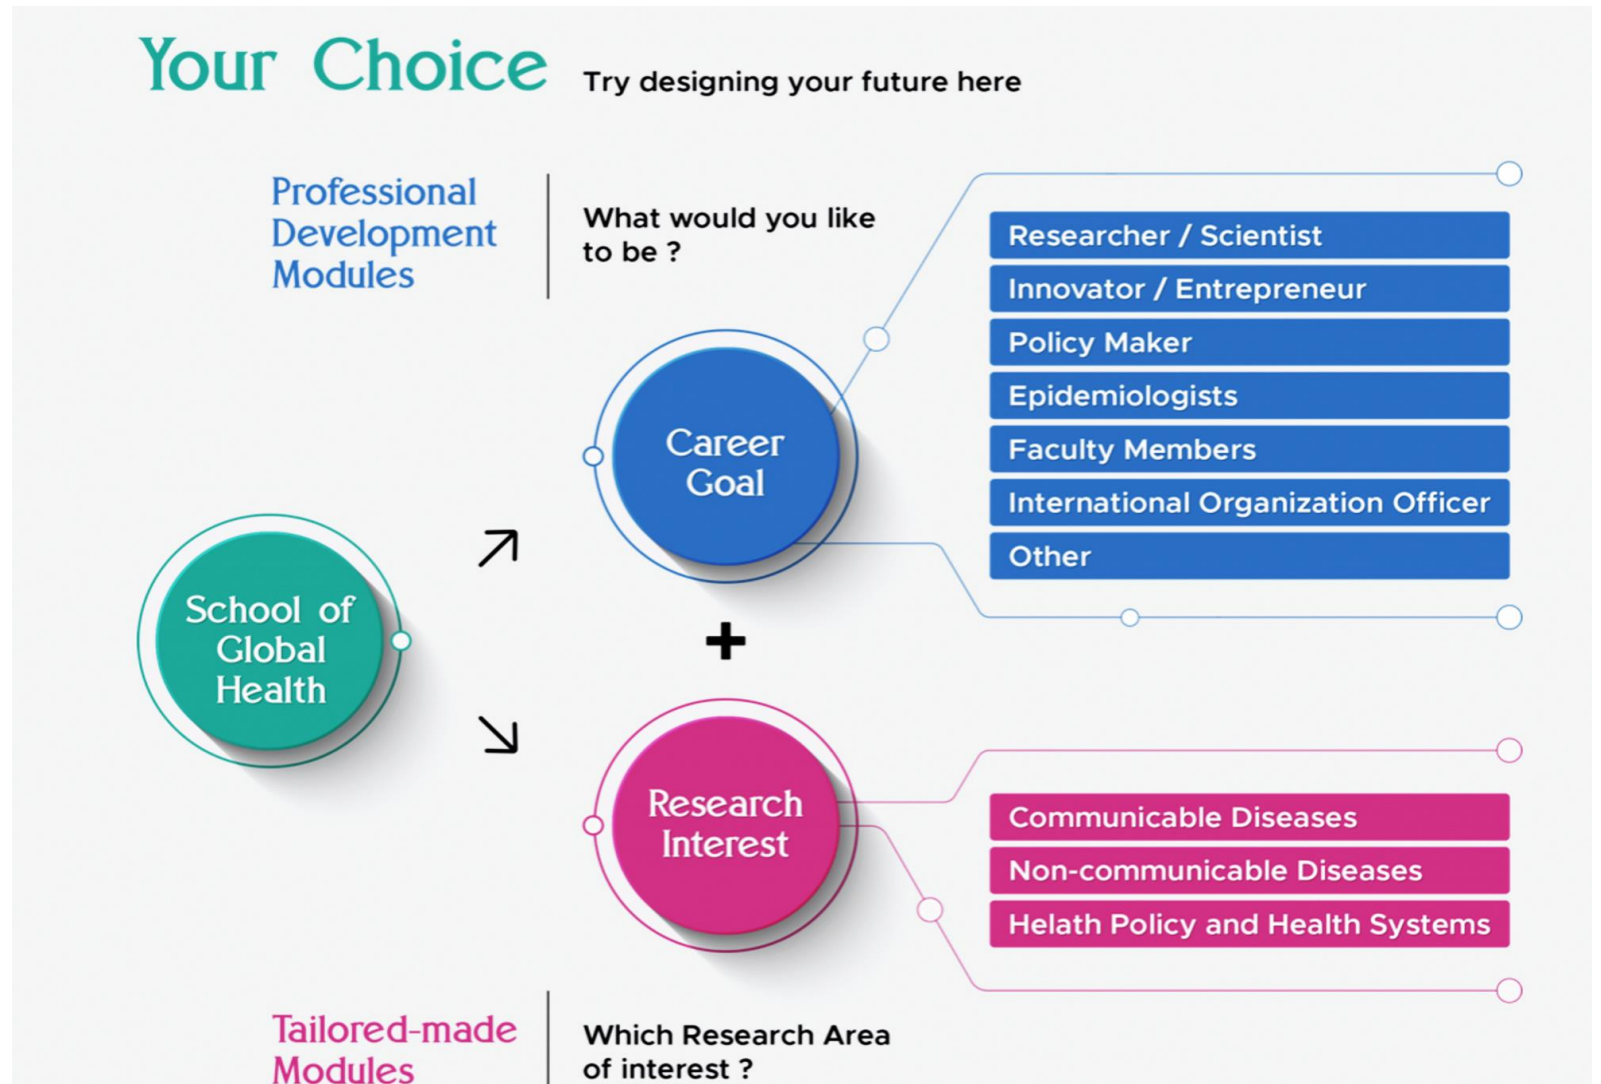 Your Choice
Try designing your future here
Professional
Development
Modules
What would you like
to be ?
Researcher / Scientist
Innovator / Entrepreneur
Policy Maker
Epidemiologists
Faculty Members
International Organization Officer
Other
Career
Goal
School of
Global
Health
+
Research
Interest
Communicable Diseases
Non-communicable Diseases
Helath Policy and Health Systems
Tailored-made
Modules
Which Research Area
of interest ?